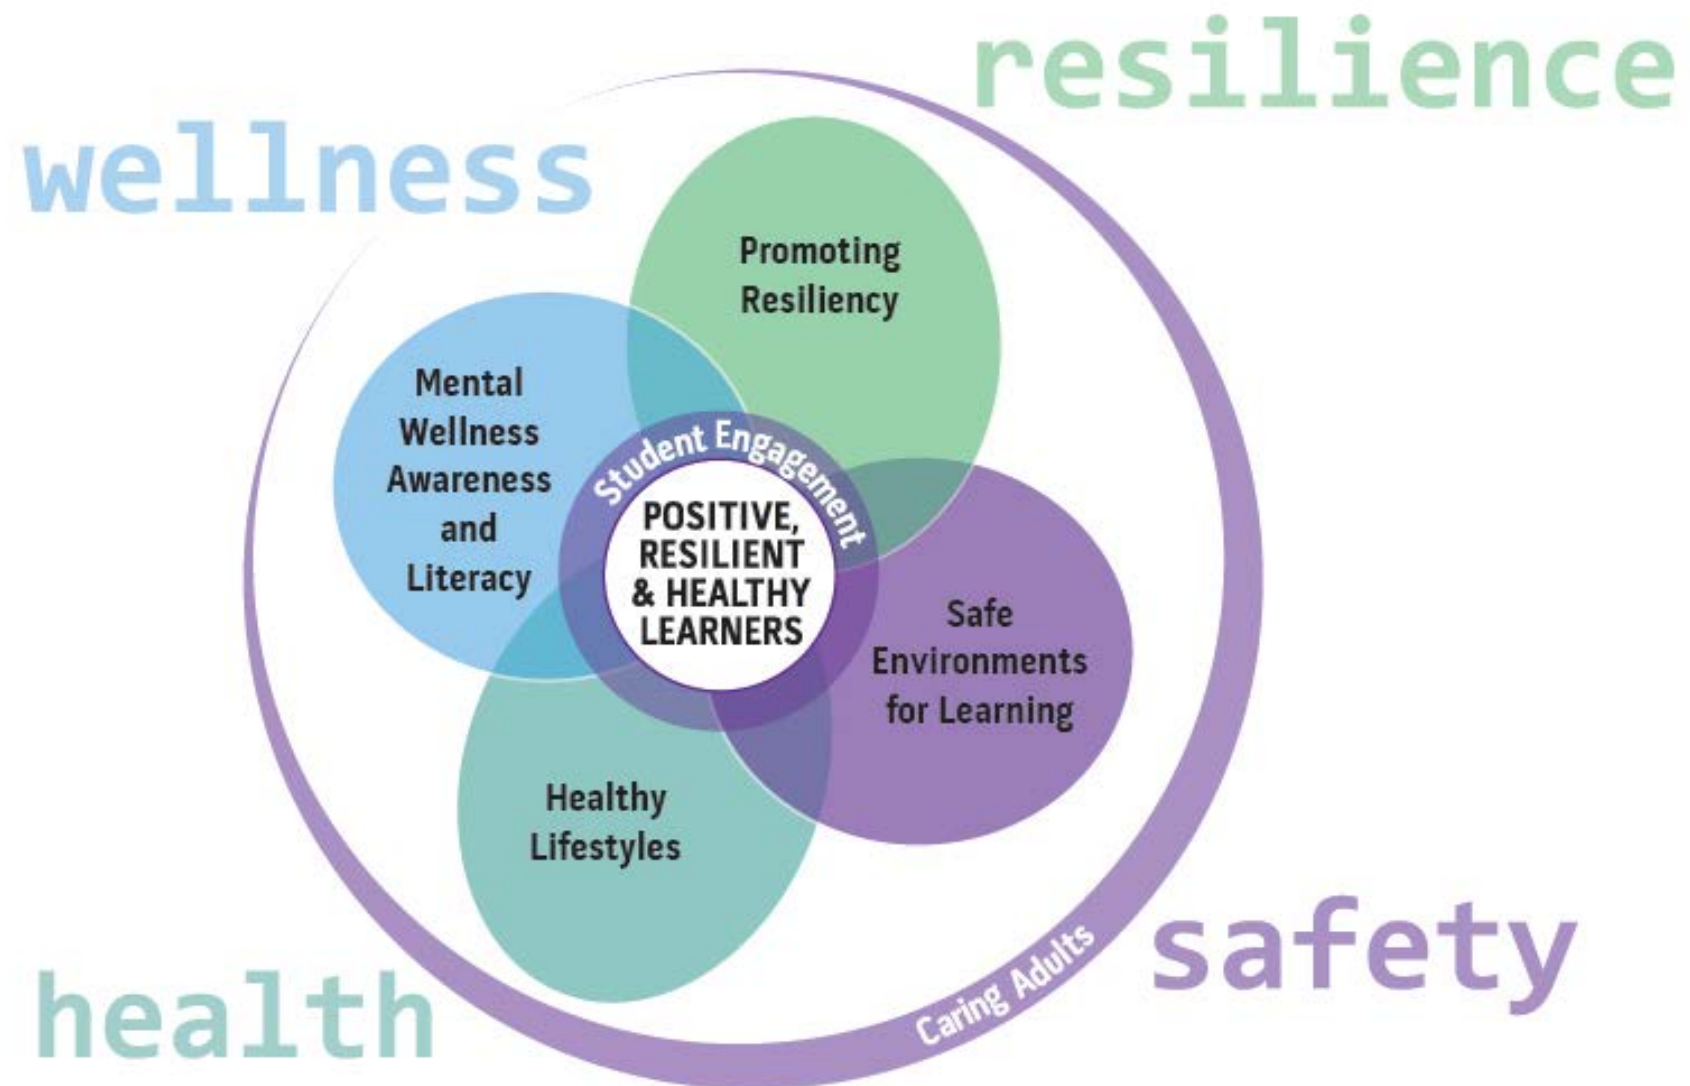 resilience
wellness
Promoting
Resiliency
Mental
Wellness
Awareness
and
Literacy
Student Engagement
POSITIVE,
RESILIENT
& HEALTHY
LEARNERS
Safe
Environments
for Learning
Healthy
Lifestyles
safety
Caring Adults
health